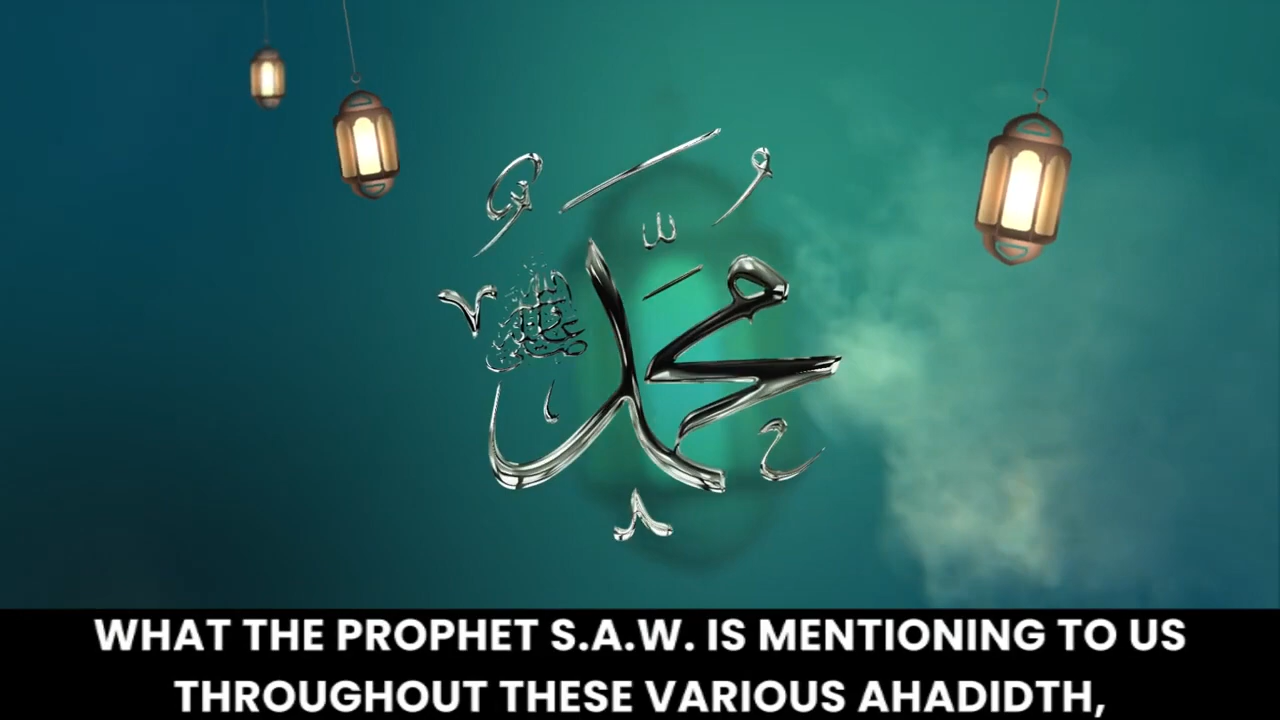 محمد
صلى الله عليه وسلم
WHAT THE PROPHET S.A.W. IS MENTIONING TO US
THROUGHOUT THESE VARIOUS AHADIDTH,